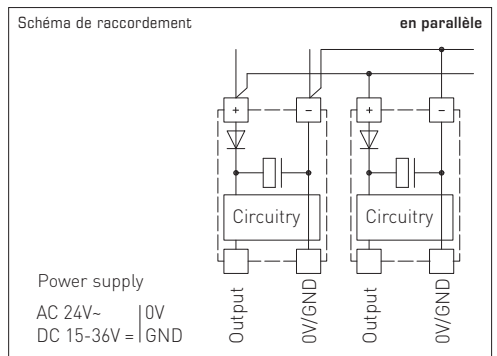 Schéma de raccordement
en parallèle
+ − + −
Circuitry Circuitry
Power supply
AC 24V~ 0V
DC 15-36V = GND
Output
0V/GND
Output
0V/GND